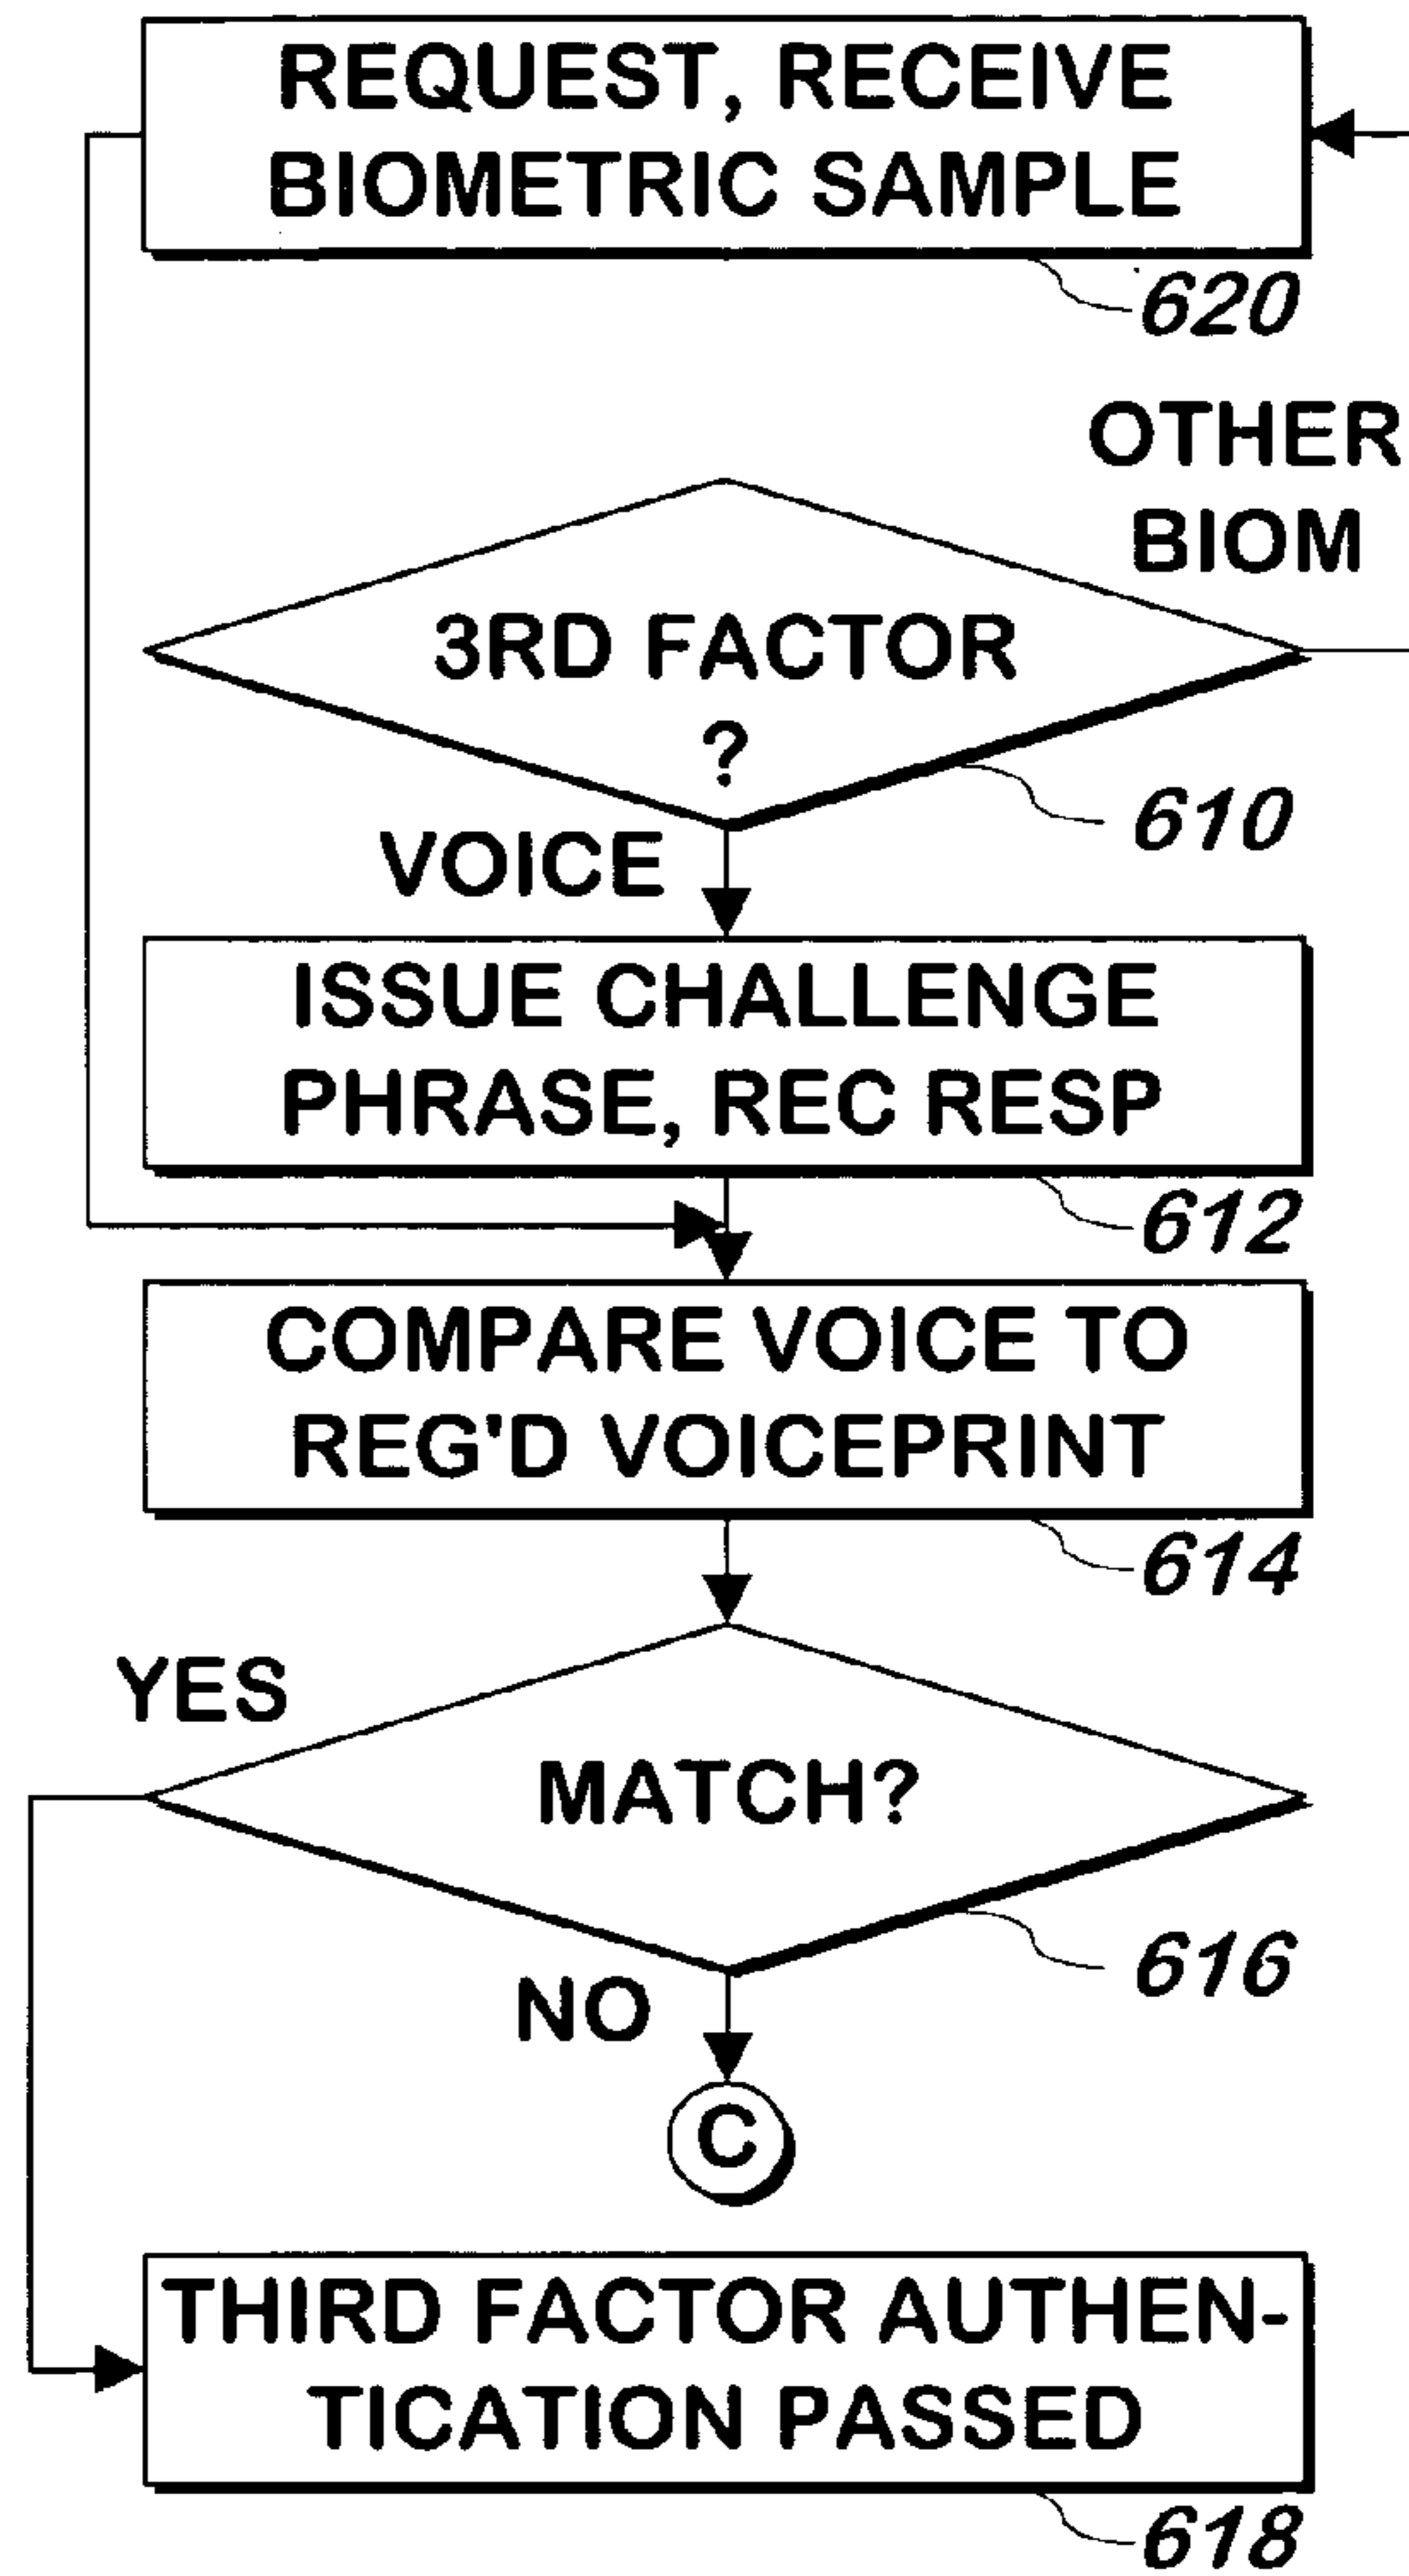 REQUEST, RECEIVE
BIOMETRIC SAMPLE
620
OTHER
BIOM
3RD FACTOR
?
610
VOICE
ISSUE CHALLENGE
PHRASE, REC RESP
612
COMPARE VOICE TO
REG'D VOICEPRINT
614
YES
MATCH?
616
NO
C
THIRD FACTOR AUTHEN-
TICATION PASSED
618